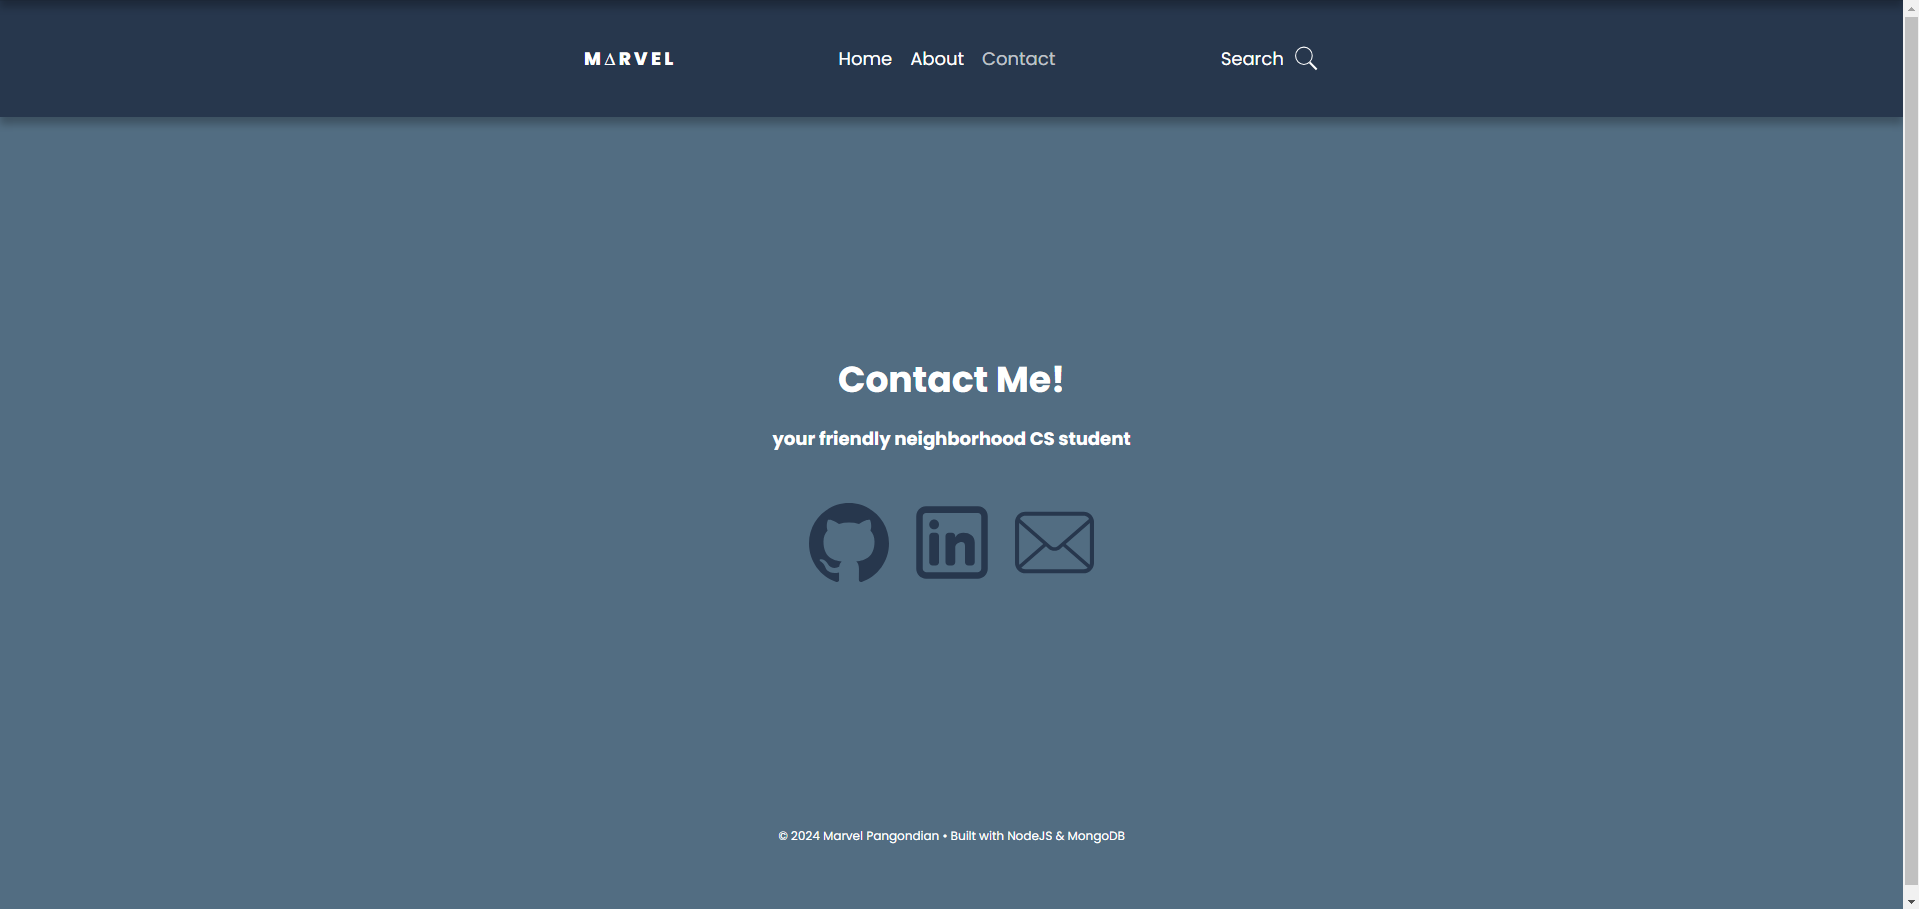 MΔRVEL
Home About Contact
Search
Contact Me!
your friendly neighborhood CS student
in
© 2024 Marvel Pangondian • Built with NodeJS & MongoDB